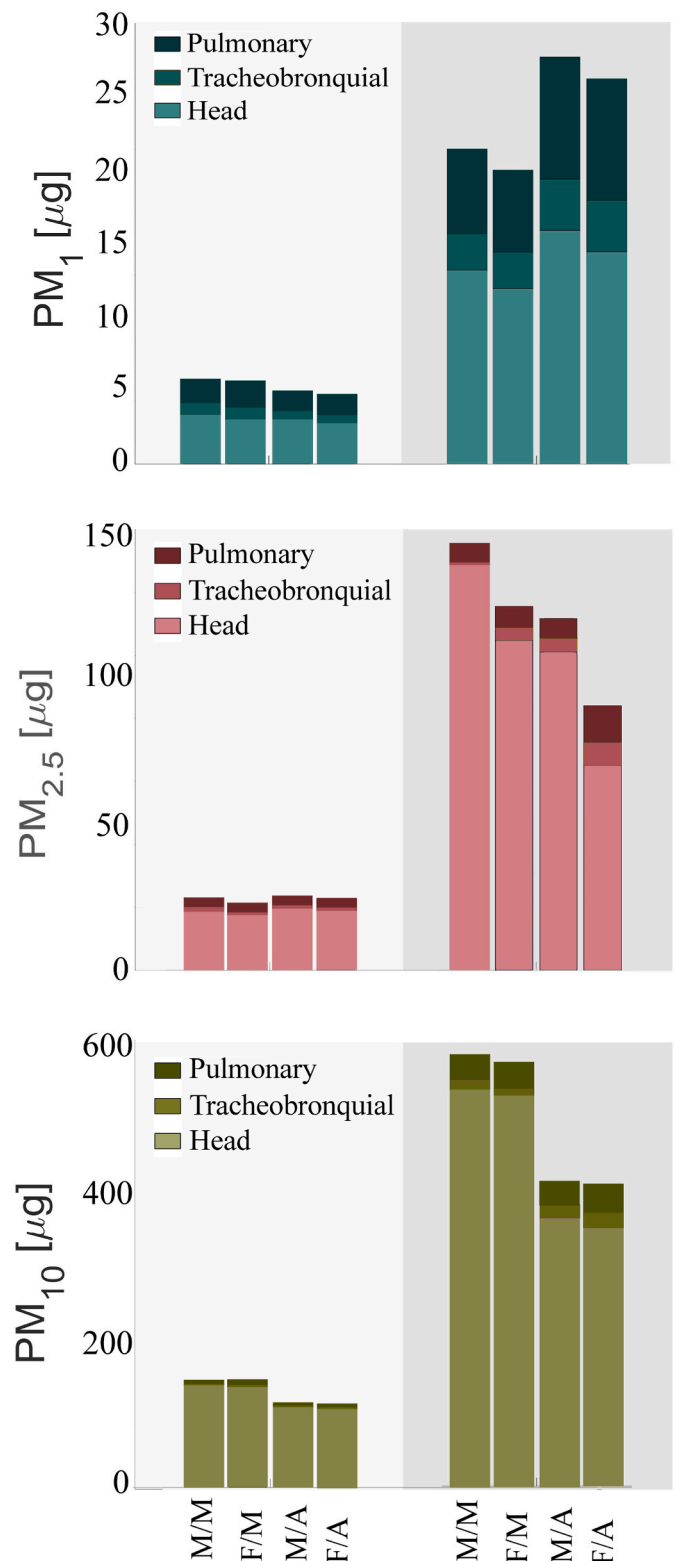 30
25
20
15
10
5
0
PM1 [μg]
Pulmonary
Tracheobronquial
Head
150
100
50
0
PM2.5 [μg]
Pulmonary
Tracheobronquial
Head
600
400
200
0
PM10 [μg]
Pulmonary
Tracheobronquial
Head
M/M F/M M/A F/A M/M F/M M/A F/A